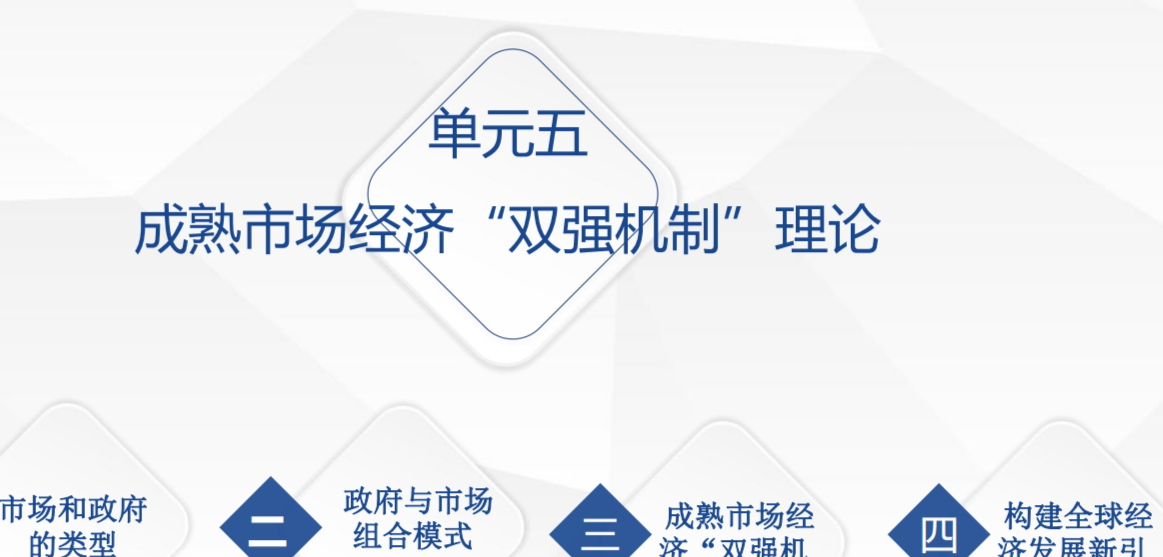 单元五
成熟市场经济“双强机制”理论
市场和政府
的类型
二
政府与市场
组合模式
三
成熟市场经
济“双强机
四
构建全球经
济发展新引